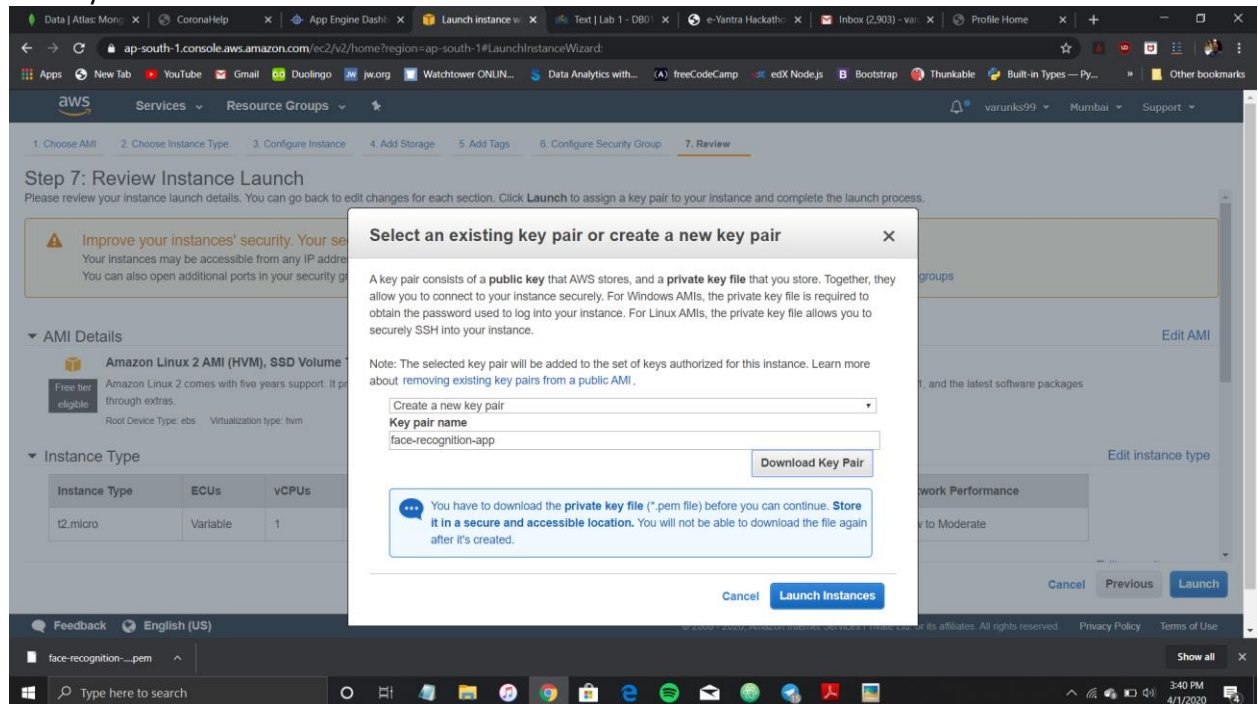 Data | Atlas: Mong
CoronaHelp
App Engine Dashb
Launch instance w
Text | Lab 1 - DB01
e-Yantra Hackatho
Inbox (2,903) - var
Profile Home
ap-south-1.console.aws.amazon.com/ec2/v2/home?region=ap-south-1#LaunchInstanceWizard:
Apps New Tab YouTube Gmail Duolingo jw.org Watchtower ONLIN... Data Analytics with... freeCodeCamp edX Node.js Bootstrap Thunkable Built-in Types — Py... » Other bookmarks
aws Services Resource Groups varunks99 Mumbai Support
1. Choose AMI 2. Choose Instance Type 3. Configure Instance 4. Add Storage 5. Add Tags 6. Configure Security Group 7. Review
Step 7: Review Instance Launch
Please review your instance launch details. You can go back to edit changes for each section. Click Launch to assign a key pair to your instance and complete the launch process.
Improve your instances' security. Your se
Your instances may be accessible from any IP addre
You can also open additional ports in your security gr
groups
AMI Details
Edit AMI
Amazon Linux 2 AMI (HVM), SSD Volume
Free tier eligible
Amazon Linux 2 comes with five years support. It pr
1, and the latest software packages
through extras.
Root Device Type: ebs Virtualization type: hvm
Instance Type
Edit instance type
Instance Type ECUs vCPUs
work Performance
t2.micro Variable 1
to Moderate
Select an existing key pair or create a new key pair
A key pair consists of a public key that AWS stores, and a private key file that you store. Together, they
allow you to connect to your instance securely. For Windows AMIs, the private key file is required to
obtain the password used to log into your instance. For Linux AMIs, the private key file allows you to
securely SSH into your instance.
Note: The selected key pair will be added to the set of keys authorized for this instance. Learn more
about removing existing key pairs from a public AMI .
Create a new key pair
Key pair name
face-recognition-app
Download Key Pair
You have to download the private key file (*.pem file) before you can continue. Store
it in a secure and accessible location. You will not be able to download the file again
after it's created.
Cancel Launch Instances
Cancel Previous Launch
Feedback English (US)
or its affiliates. All rights reserved. Privacy Policy Terms of Use
face-recognition-....pem
Show all
Type here to search
3:40 PM
4/1/2020